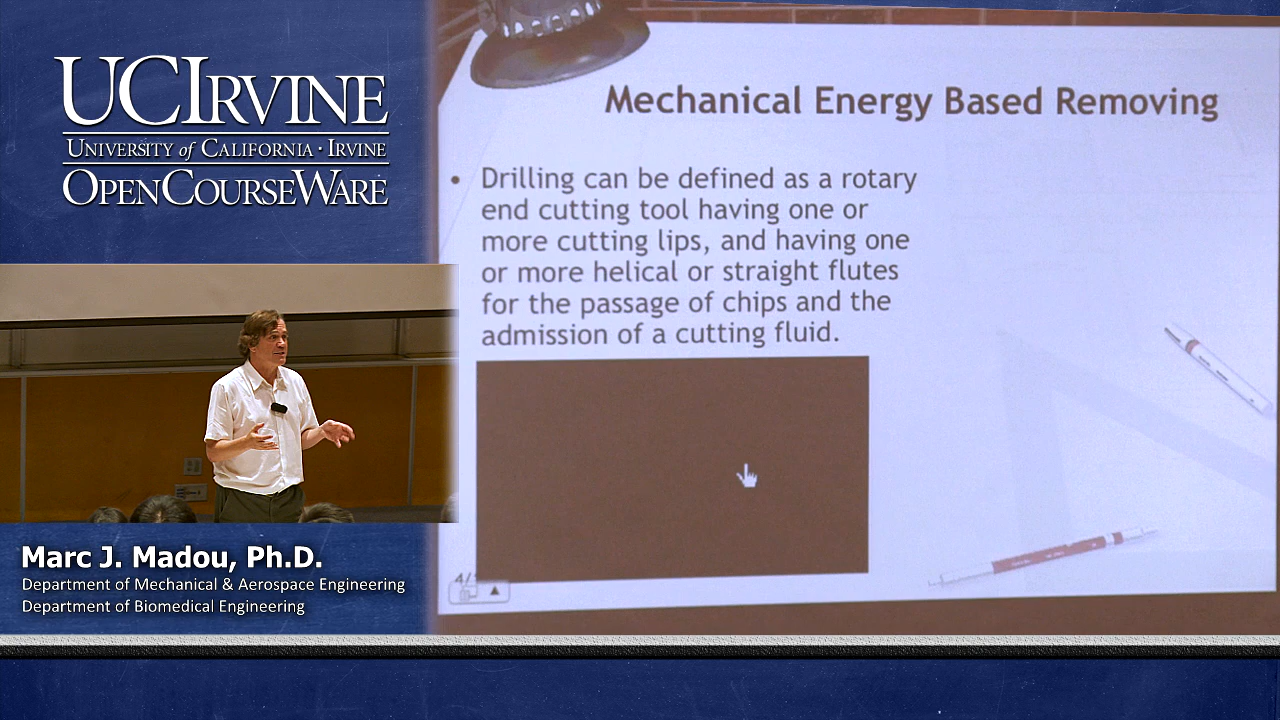 UCIRVINE
UNIVERSITY of CALIFORNIA · IRVINE
OPENCOURSEWARE
Mechanical Energy Based Removing
• Drilling can be defined as a rotary
end cutting tool having one or
more cutting lips, and having one
or more helical or straight flutes
for the passage of chips and the
admission of a cutting fluid.
Marc J. Madou, Ph.D.
Department of Mechanical & Aerospace Engineering
Department of Biomedical Engineering